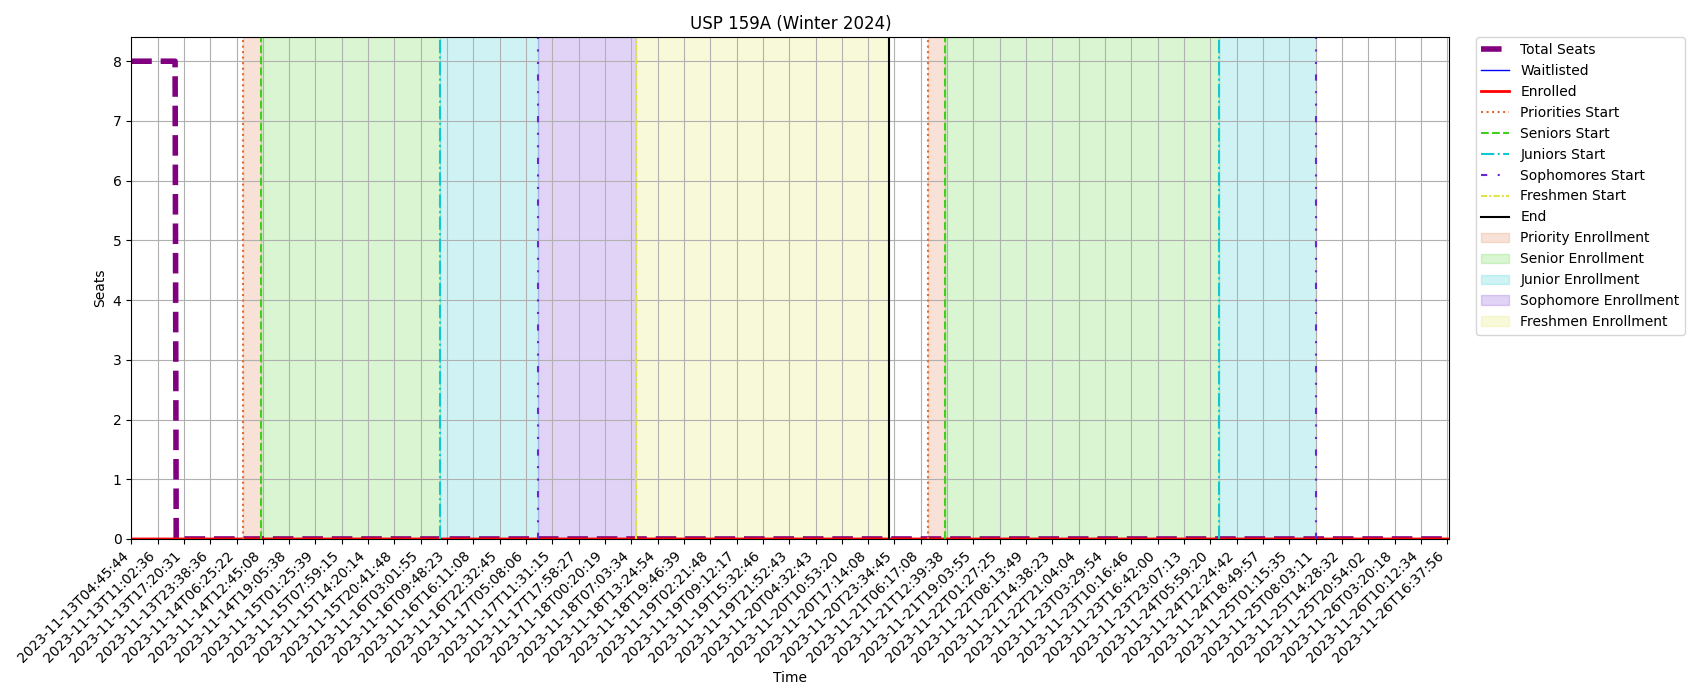 USP 159A (Winter 2024)
Seats
8
7
6
5
4
3
2
1
0
2023-11-13T04:45:44
2023-11-13T11:02:36
2023-11-13T17:20:31
2023-11-13T23:38:36
2023-11-14T06:25:22
2023-11-14T12:45:08
2023-11-14T19:05:38
2023-11-15T01:25:39
2023-11-15T07:59:15
2023-11-15T14:20:14
2023-11-15T20:41:48
2023-11-16T03:01:55
2023-11-16T09:48:23
2023-11-16T16:11:08
2023-11-16T22:32:45
2023-11-17T05:08:06
2023-11-17T11:31:15
2023-11-17T17:58:27
2023-11-18T00:20:19
2023-11-18T07:03:34
2023-11-18T13:24:54
2023-11-18T19:46:39
2023-11-19T02:21:48
2023-11-19T09:12:17
2023-11-19T15:32:46
2023-11-19T21:52:43
2023-11-20T04:32:43
2023-11-20T10:53:20
2023-11-20T17:14:08
2023-11-20T23:34:45
2023-11-21T06:17:08
2023-11-21T12:39:38
2023-11-21T19:03:55
2023-11-22T01:27:25
2023-11-22T08:13:49
2023-11-22T14:38:23
2023-11-22T21:04:04
2023-11-23T03:29:54
2023-11-23T10:16:46
2023-11-23T16:42:00
2023-11-23T23:07:13
2023-11-24T05:59:20
2023-11-24T12:24:42
2023-11-24T18:49:57
2023-11-25T01:15:35
2023-11-25T08:03:11
2023-11-25T14:28:32
2023-11-25T20:54:02
2023-11-26T03:20:18
2023-11-26T10:12:34
2023-11-26T16:37:56
Time
Total Seats
Waitlisted
Enrolled
Priorities Start
Seniors Start
Juniors Start
Sophomores Start
Freshmen Start
End
Priority Enrollment
Senior Enrollment
Junior Enrollment
Sophomore Enrollment
Freshmen Enrollment